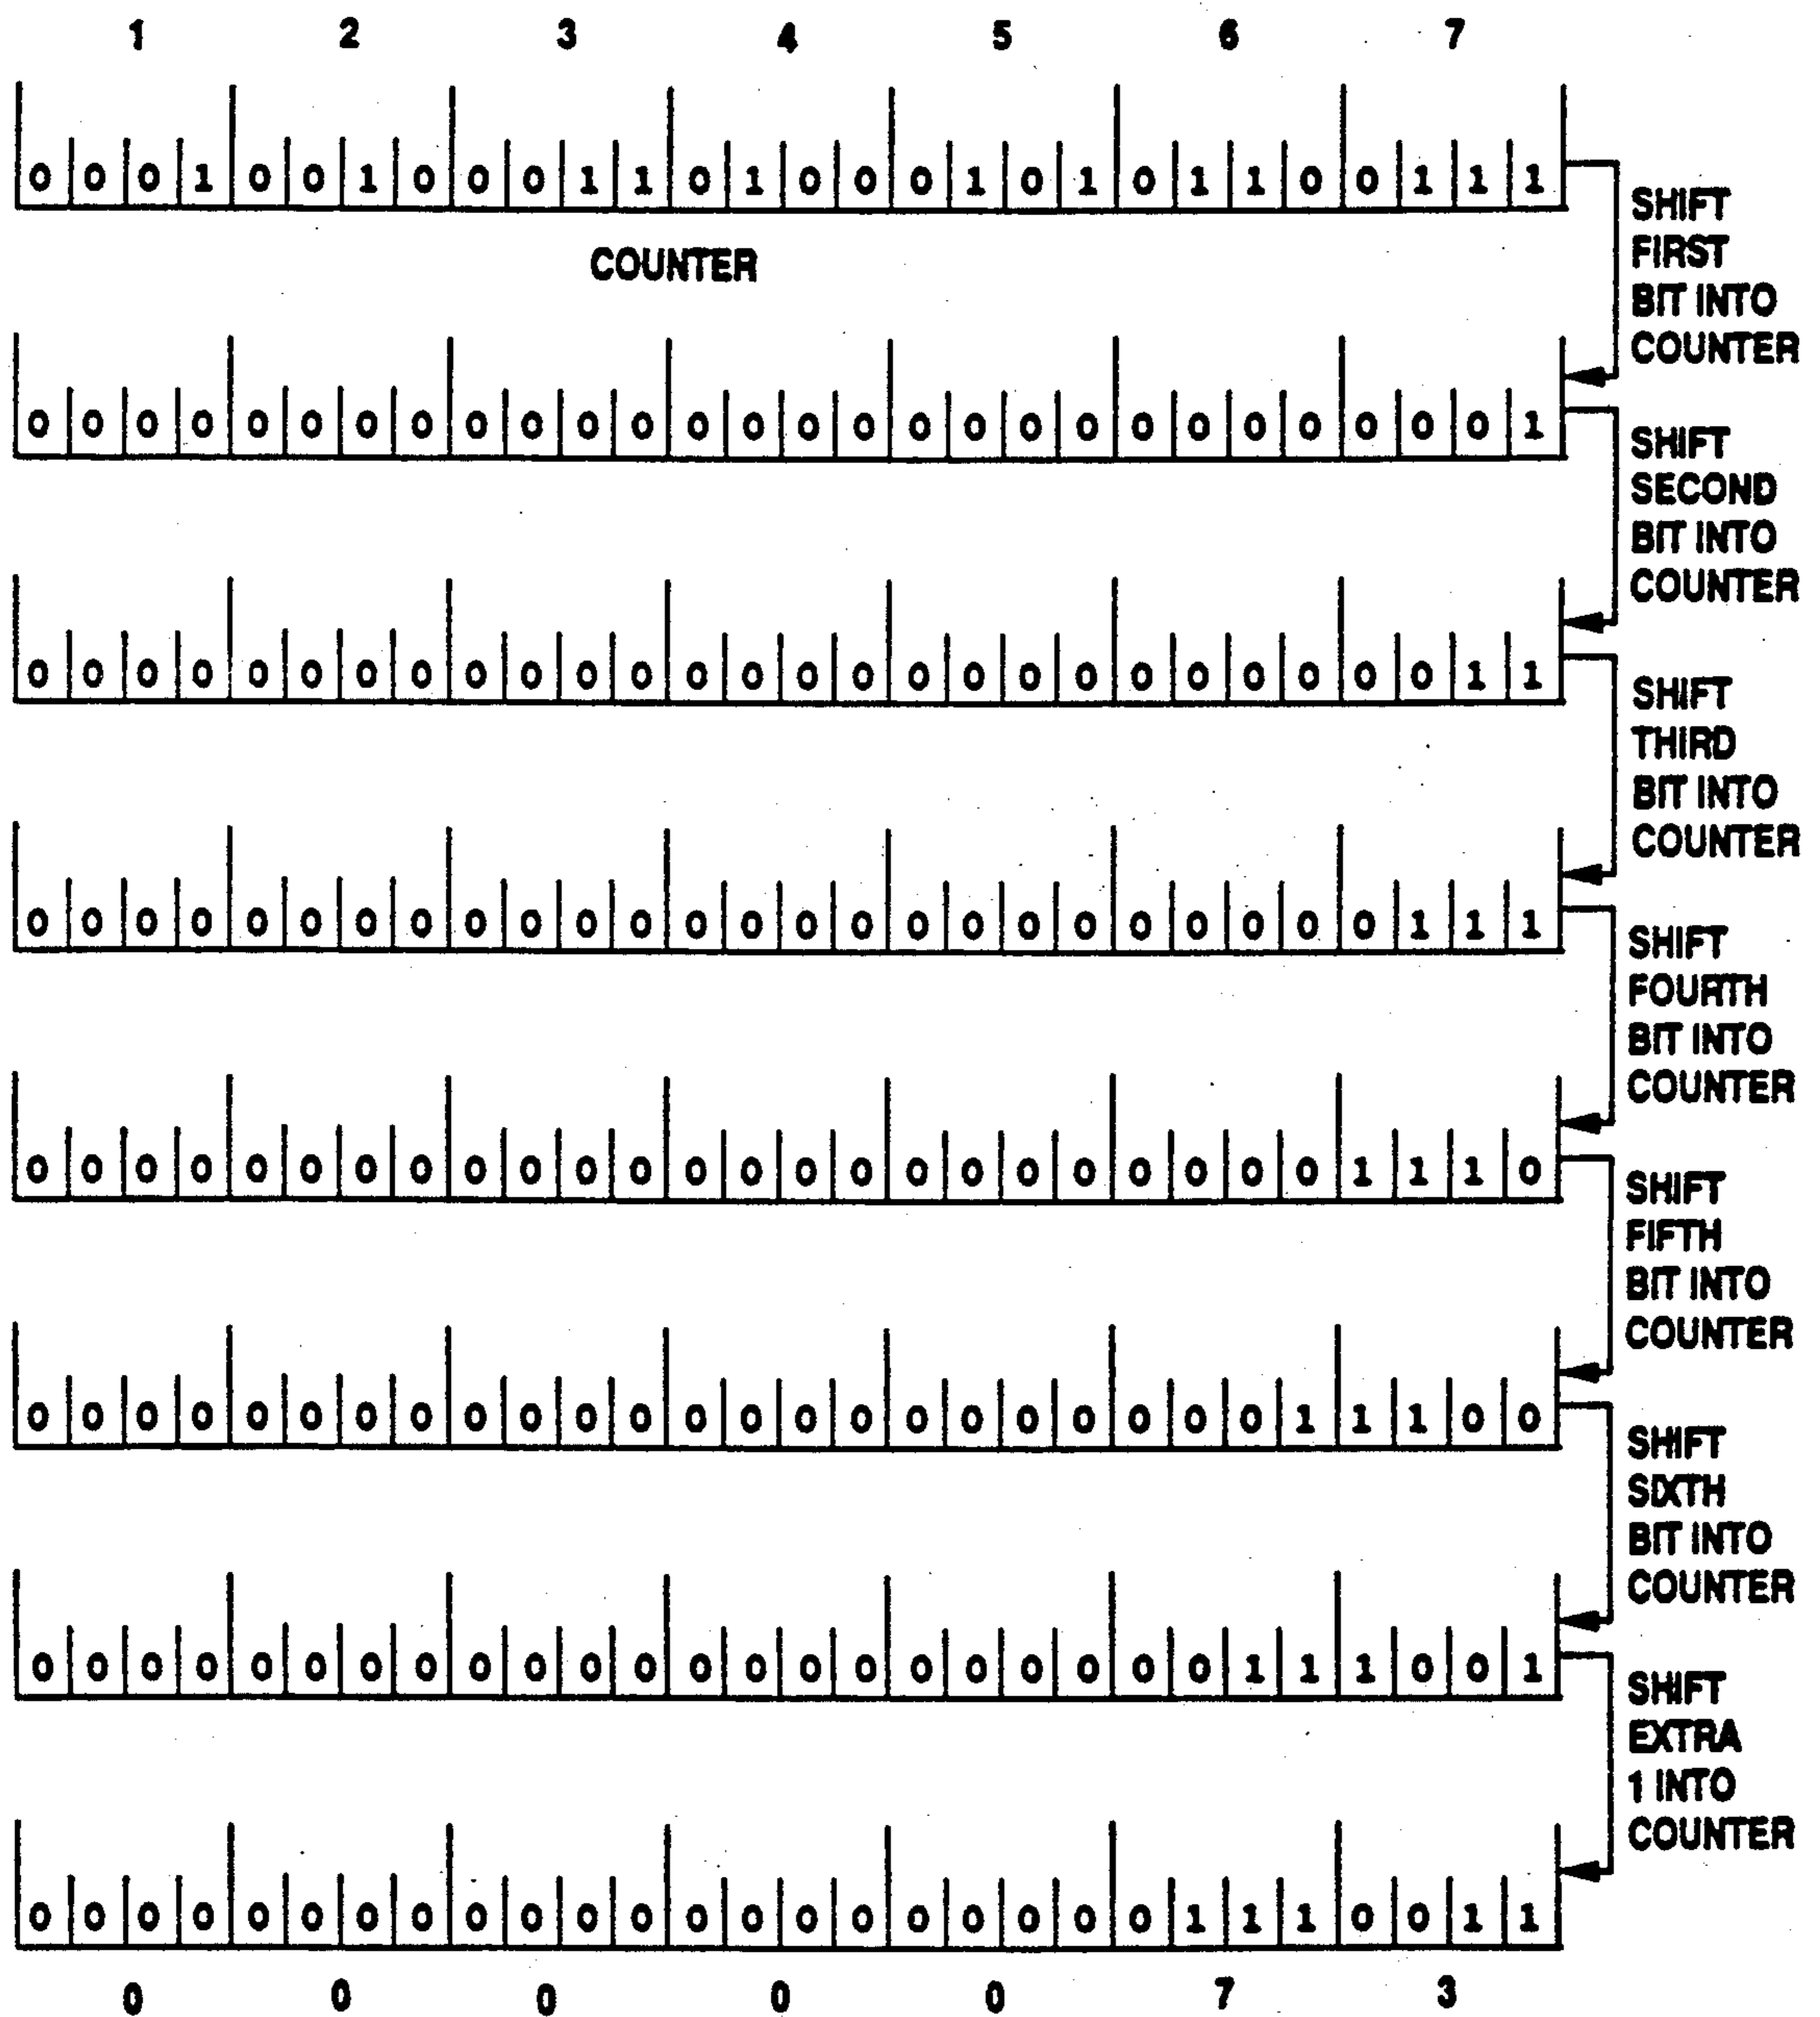 1 2 3 4 5 6 7
0 0 0 1 0 0 1 0 0 0 1 1 0 1 0 0 0 1 0 1 0 1 1 0 0 1 1 1
SHIFT
FIRST
BIT INTO
COUNTER
COUNTER
0 0 0 0 0 0 0 0 0 0 0 0 0 0 0 0 0 0 0 0 0 0 0 0 0 0 0 1
SHIFT
SECOND
BIT INTO
COUNTER
0 0 0 0 0 0 0 0 0 0 0 0 0 0 0 0 0 0 0 0 0 0 0 0 0 0 1 1
SHIFT
THIRD
BIT INTO
COUNTER
0 0 0 0 0 0 0 0 0 0 0 0 0 0 0 0 0 0 0 0 0 0 0 0 0 1 1 1
SHIFT
FOURTH
BIT INTO
COUNTER
0 0 0 0 0 0 0 0 0 0 0 0 0 0 0 0 0 0 0 0 0 0 0 0 1 1 1 0
SHIFT
FIFTH
BIT INTO
COUNTER
0 0 0 0 0 0 0 0 0 0 0 0 0 0 0 0 0 0 0 0 0 0 0 1 1 1 0 0
SHIFT
SIXTH
BIT INTO
COUNTER
0 0 0 0 0 0 0 0 0 0 0 0 0 0 0 0 0 0 0 0 0 0 1 1 1 0 0 1
SHIFT
EXTRA
1 INTO
COUNTER
0 0 0 0 0 0 0 0 0 0 0 0 0 0 0 0 0 0 0 0 0 1 1 1 0 0 1 1
0 0 0 0 0 7 3